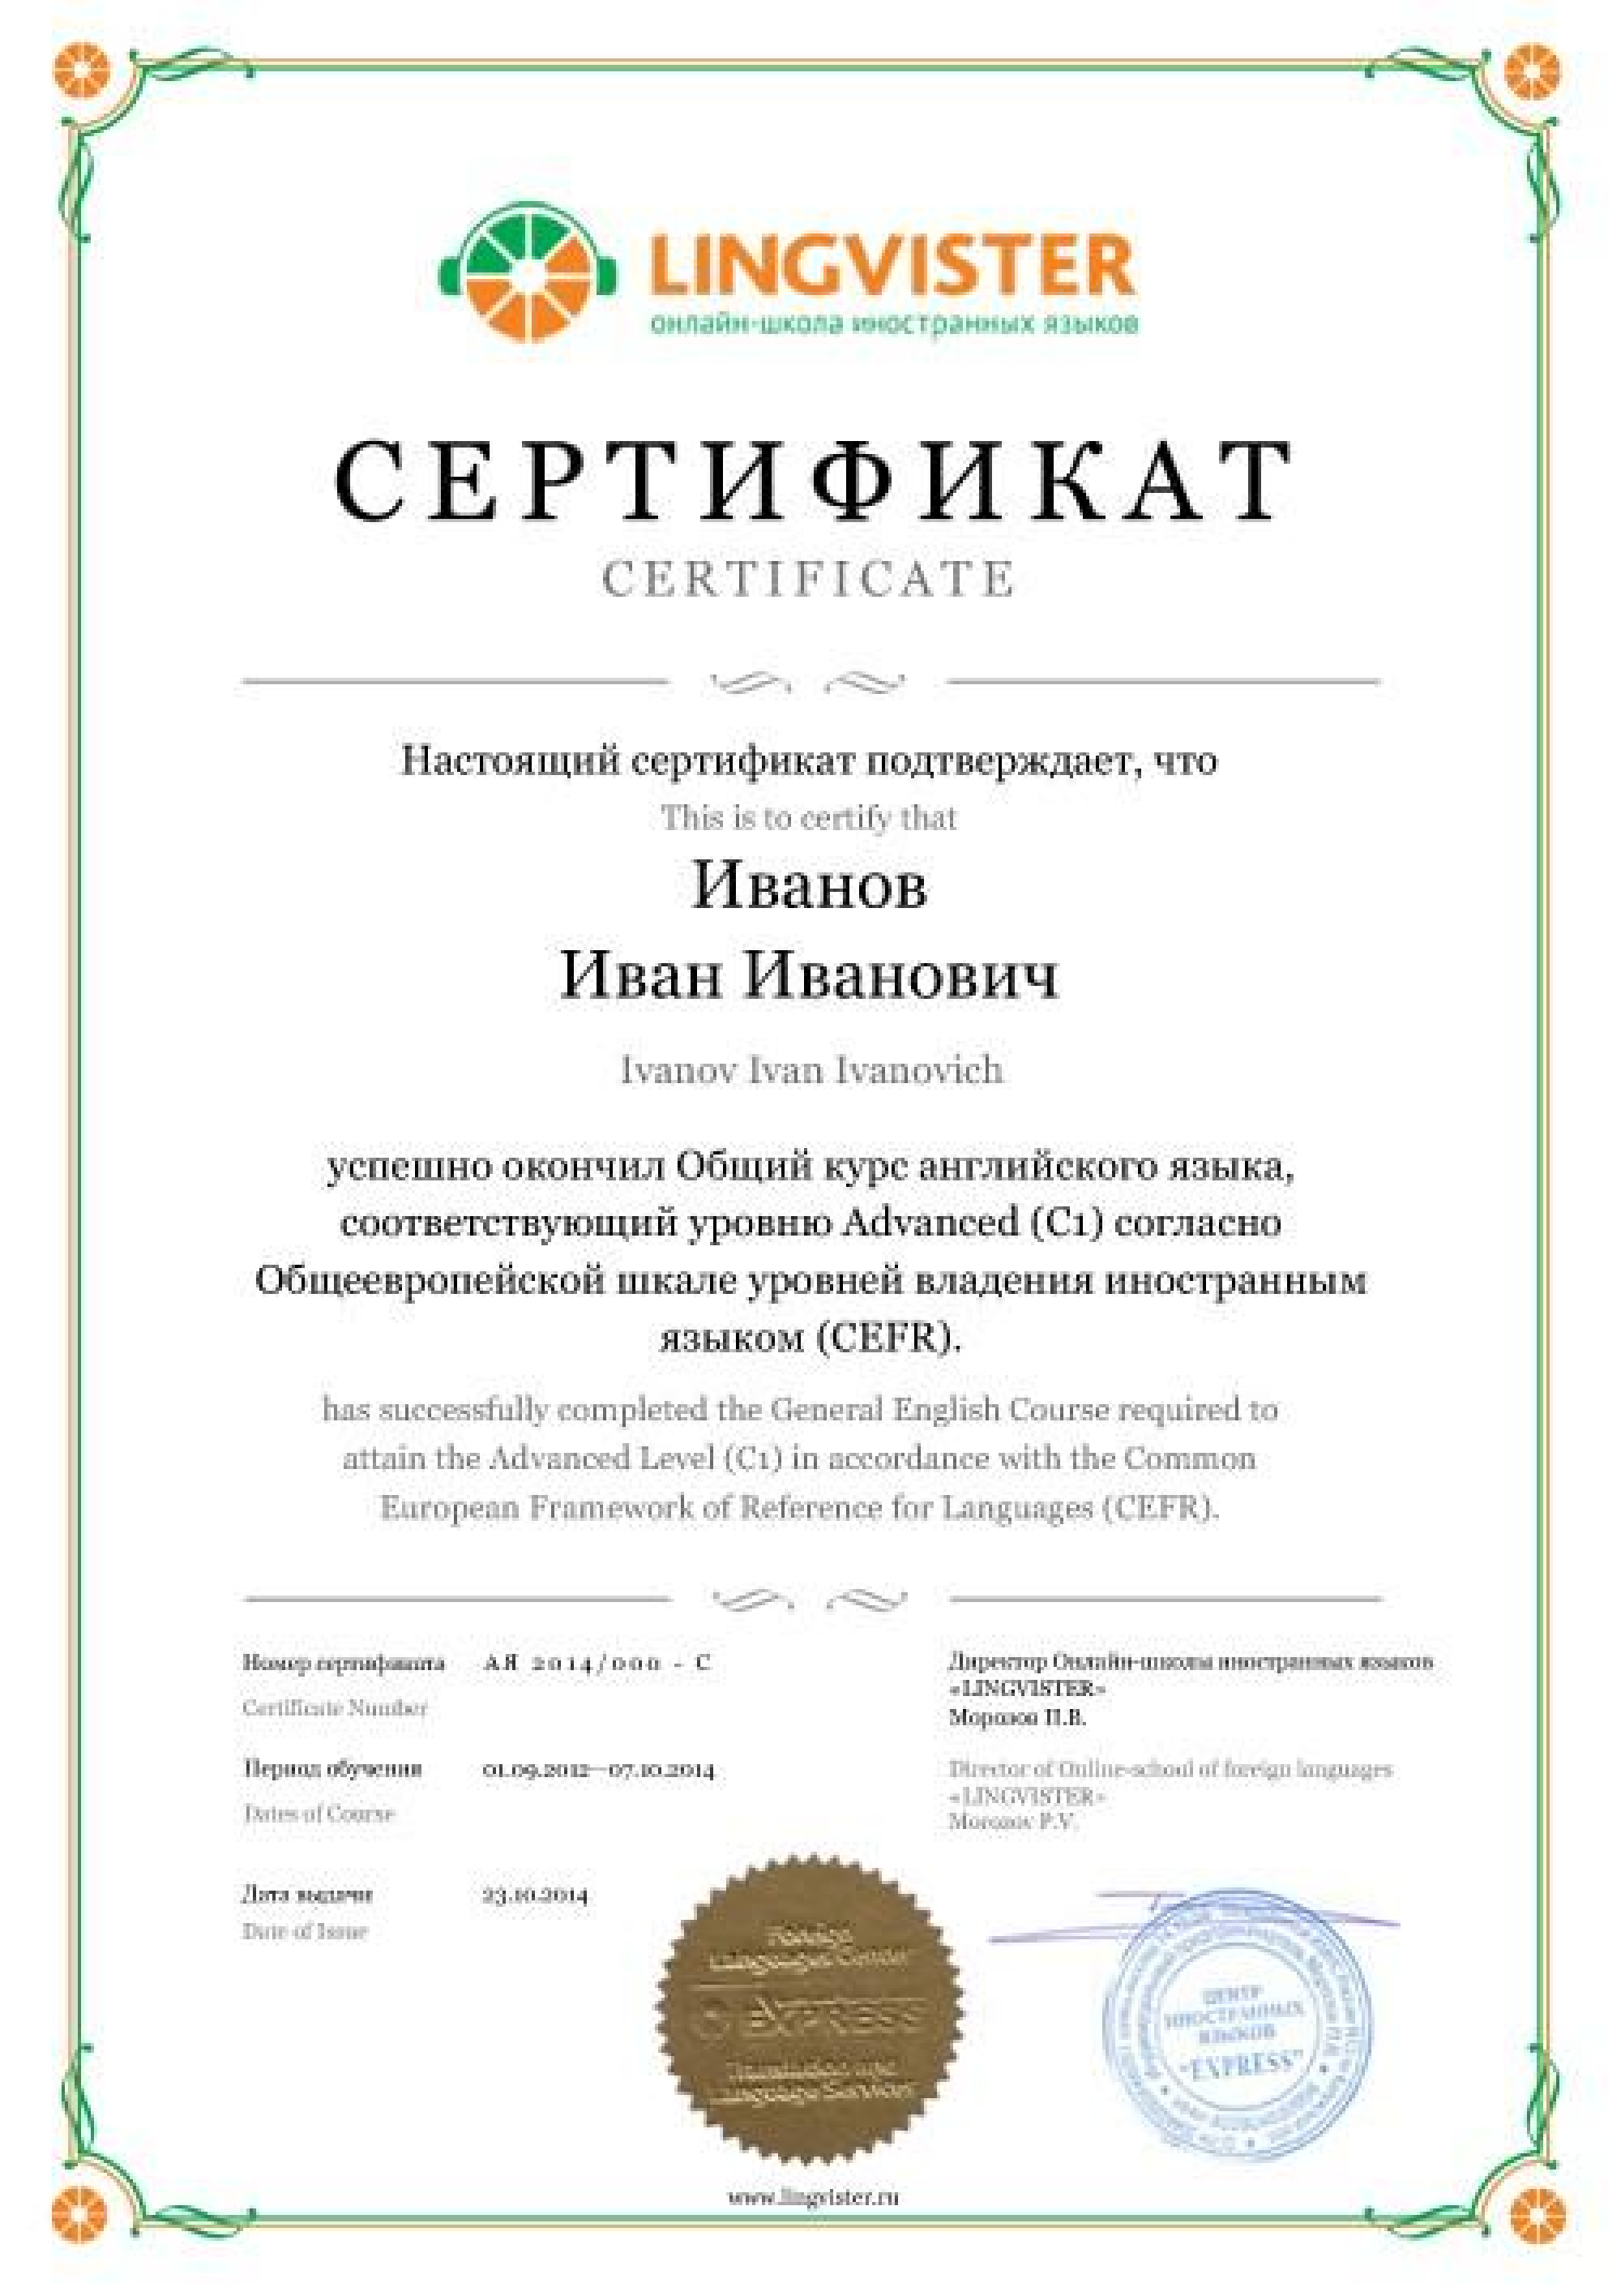 LINGVISTER
онлайн-школа иностранных языков
СЕРТИФИКАТ
CERTIFICATE
Настоящий сертификат подтверждает, что
This is to certify that
Иванов
Иван Иванович
Ivanov Ivan Ivanovich
успешно окончил Общий курс английского языка,
соответствующий уровню Advanced (C1) согласно
Общеевропейской шкале уровней владения иностранным
языком (CEFR).
has successfully completed the General English Course required to
attain the Advanced Level (C1) in accordance with the Common
European Framework of Reference for Languages (CEFR).
Номер сертификата АЯ 2014/000 - С
Certificate Number
Период обучения 01.09.2012—07.10.2014
Dates of Course
Дата выдачи 23.10.2014
Date of Issue
Директор Онлайн-школы иностранных языков
«LINGVISTER»
Морозов П.В.
Director of Online-school of foreign languages
«LINGVISTER»
Morozov P.V.
Foreign
Languages Center
EXPRESS
Translation and
Language Services
ЦЕНТР
ИНОСТРАННЫХ
ЯЗЫКОВ
"EXPRESS"
www.lingvister.ru